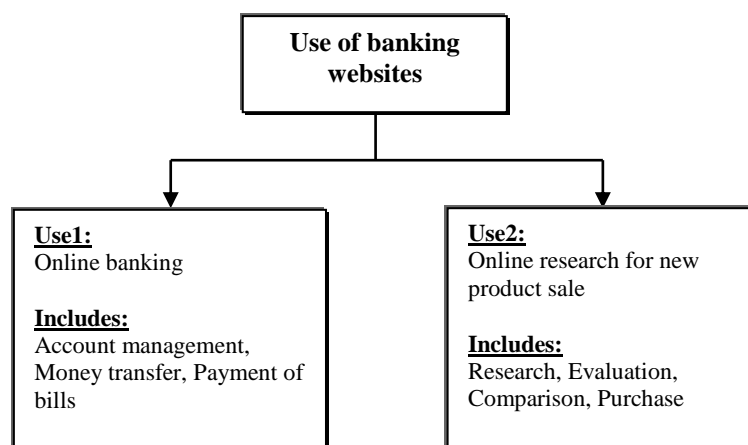 Use of banking
websites
Use1:
Online banking
Includes:
Account management,
Money transfer, Payment of
bills
Use2:
Online research for new
product sale
Includes:
Research, Evaluation,
Comparison, Purchase